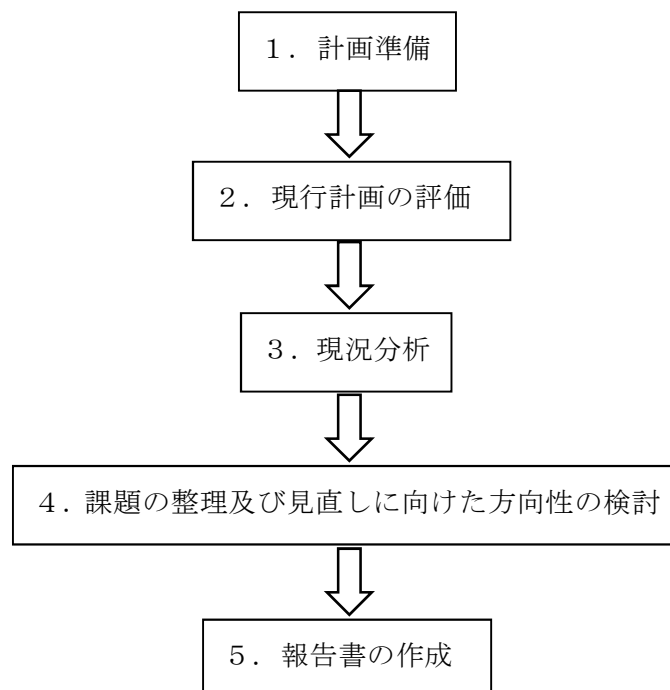 １．計画準備
２．現行計画の評価
３．現況分析
４．課題の整理及び見直しに向けた方向性の検討
５．報告書の作成